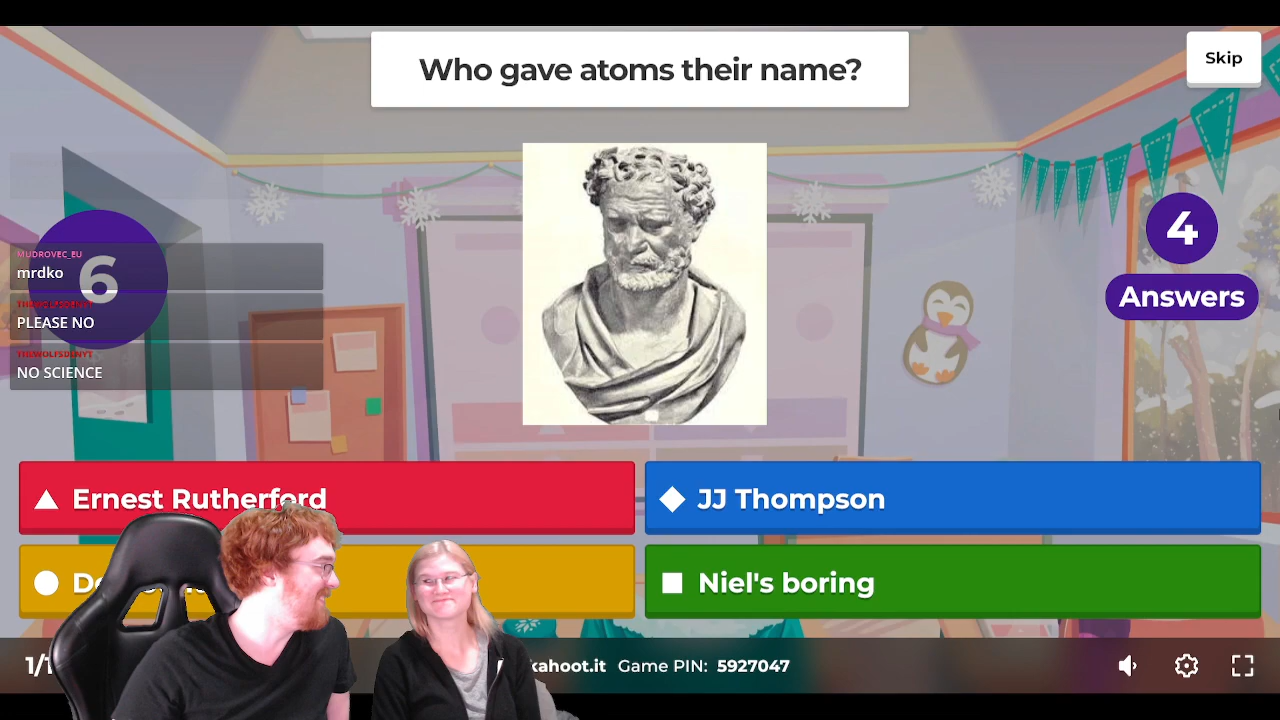 Who gave atoms their name?
Skip
6
MUDROVEC_EU
mrdko
PLEASE NO
NO SCIENCE
4
Answers
Ernest Rutherford
JJ Thompson
Niel's boring
kahoot.it Game PIN: 5927047